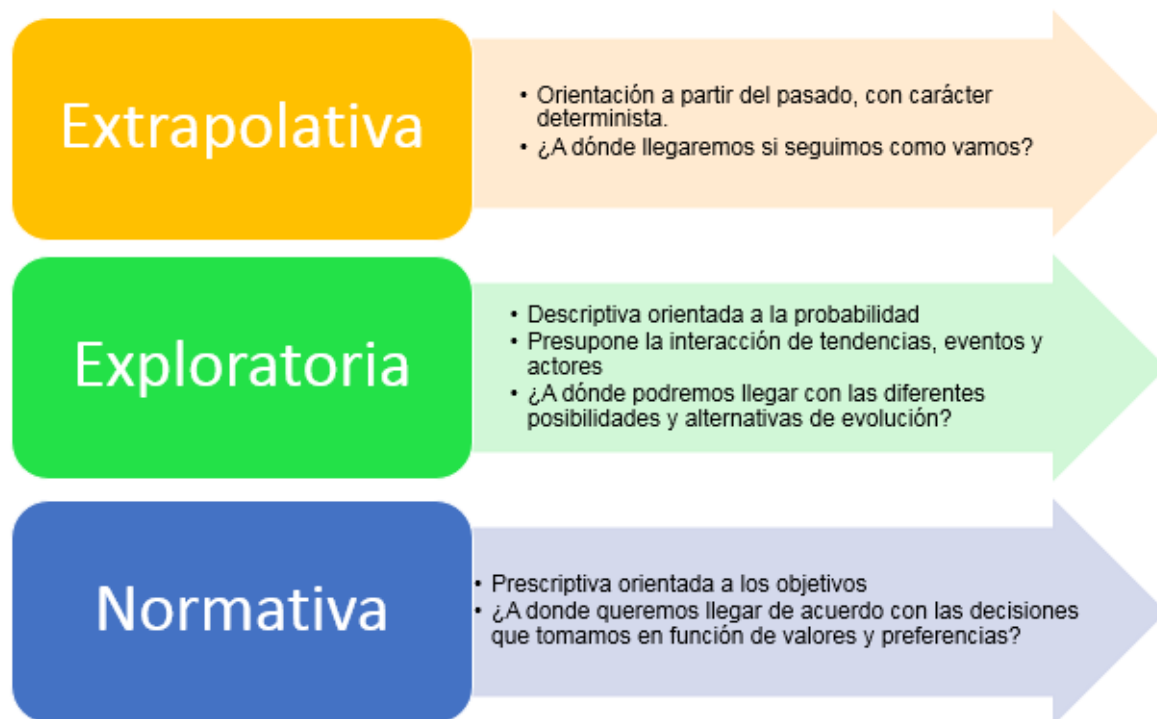 Extrapolativa
• Orientación a partir del pasado, con carácter
determinista.
• ¿A dónde llegaremos si seguimos como vamos?
Exploratoria
• Descriptiva orientada a la probabilidad
• Presupone la interacción de tendencias, eventos y
actores
• ¿A dónde podremos llegar con las diferentes
posibilidades y alternativas de evolución?
Normativa
• Prescriptiva orientada a los objetivos
• ¿A donde queremos llegar de acuerdo con las decisiones
que tomamos en función de valores y preferencias?